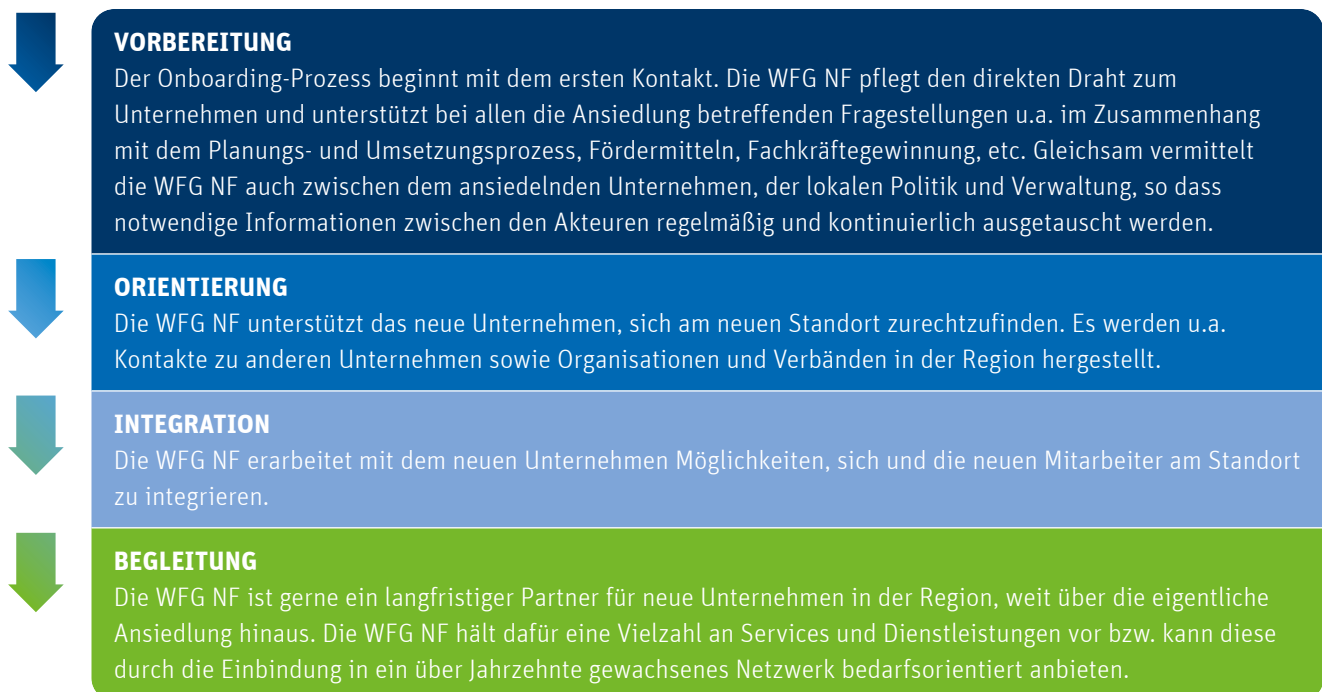 VORBEREITUNG
Der Onboarding-Prozess beginnt mit dem ersten Kontakt. Die WFG NF pflegt den direkten Draht zum
Unternehmen und unterstützt bei allen die Ansiedlung betreffenden Fragestellungen u.a. im Zusammenhang
mit dem Planungs- und Umsetzungsprozess, Fördermitteln, Fachkräftegewinnung, etc. Gleichsam vermittelt
die WFG NF auch zwischen dem ansiedelnden Unternehmen, der lokalen Politik und Verwaltung, so dass
notwendige Informationen zwischen den Akteuren regelmäßig und kontinuierlich ausgetauscht werden.
ORIENTIERUNG
Die WFG NF unterstützt das neue Unternehmen, sich am neuen Standort zurechtzufinden. Es werden u.a.
Kontakte zu anderen Unternehmen sowie Organisationen und Verbänden in der Region hergestellt.
INTEGRATION
Die WFG NF erarbeitet mit dem neuen Unternehmen Möglichkeiten, sich und die neuen Mitarbeiter am Standort
zu integrieren.
BEGLEITUNG
Die WFG NF ist gerne ein langfristiger Partner für neue Unternehmen in der Region, weit über die eigentliche
Ansiedlung hinaus. Die WFG NF hält dafür eine Vielzahl an Services und Dienstleistungen vor bzw. kann diese
durch die Einbindung in ein über Jahrzehnte gewachsenes Netzwerk bedarfsorientiert anbieten.